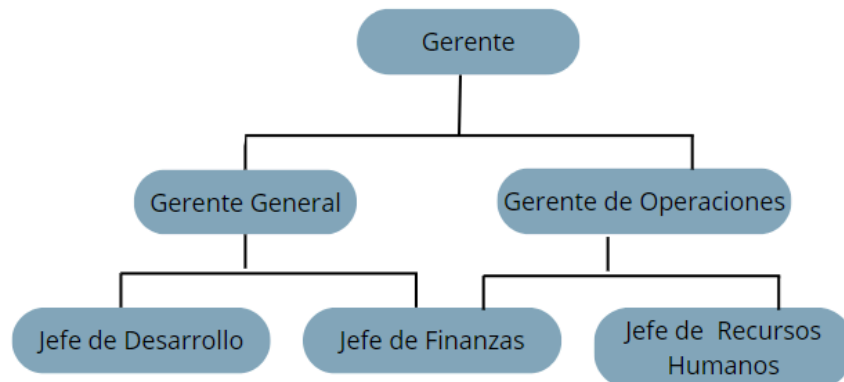 Gerente
Gerente General
Gerente de Operaciones
Jefe de Desarrollo
Jefe de Finanzas
Jefe de Recursos
Humanos